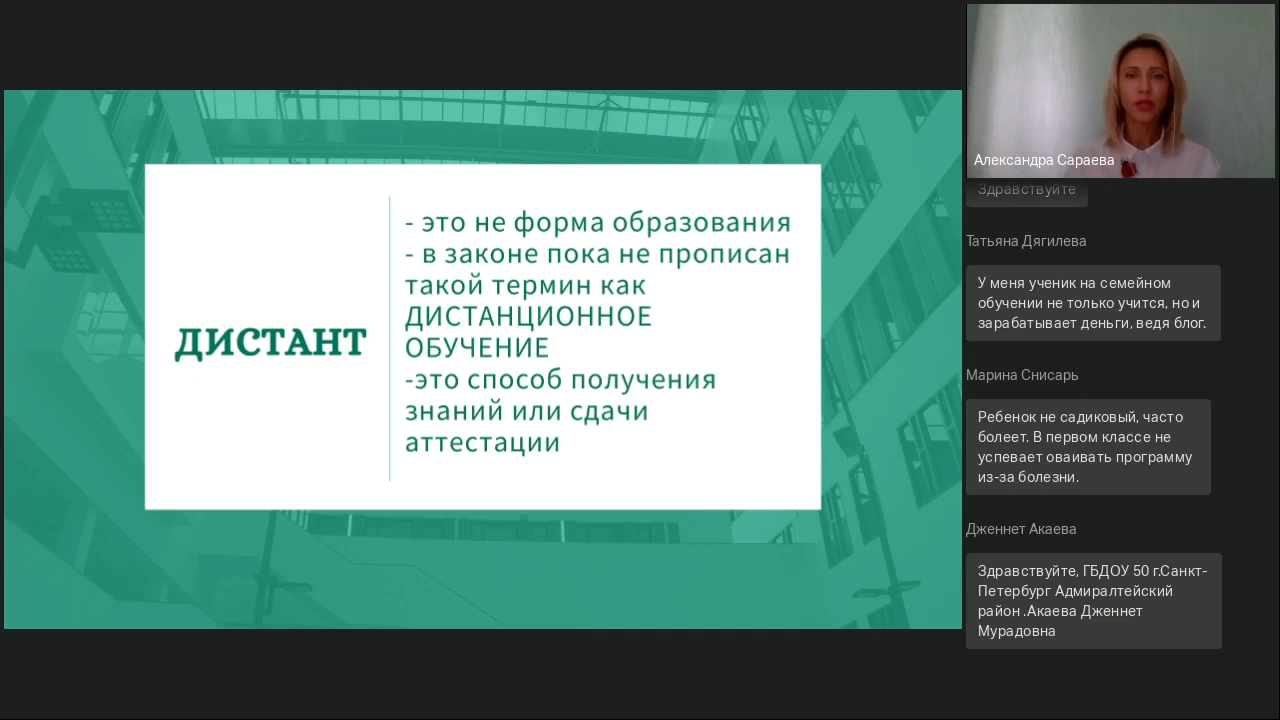 ДИСТАНТ
- это не форма образования
- в законе пока не прописан
такой термин как
ДИСТАНЦИОННОЕ
ОБУЧЕНИЕ
-это способ получения
знаний или сдачи
аттестации
Александра Сараева
Здравствуйте
Татьяна Дягилева
У меня ученик на семейном
обучении не только учится, но и
зарабатывает деньги, ведя блог.
Марина Снисарь
Ребенок не садиковый, часто
болеет. В первом классе не
успевает оваивать программу
из-за болезни.
Дженнет Акаева
Здравствуйте, ГБДОУ 50 г.Санкт-
Петербург Адмиралтейский
район .Акаева Дженнет
Мурадовна